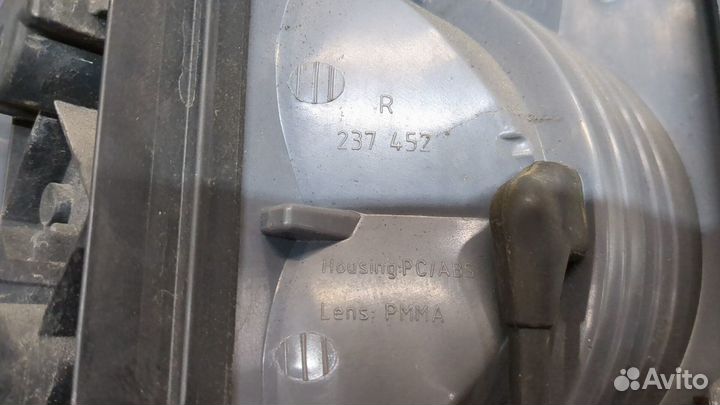 R
237 452
Housing:PC/ABS
Lens: PMMA
Avito